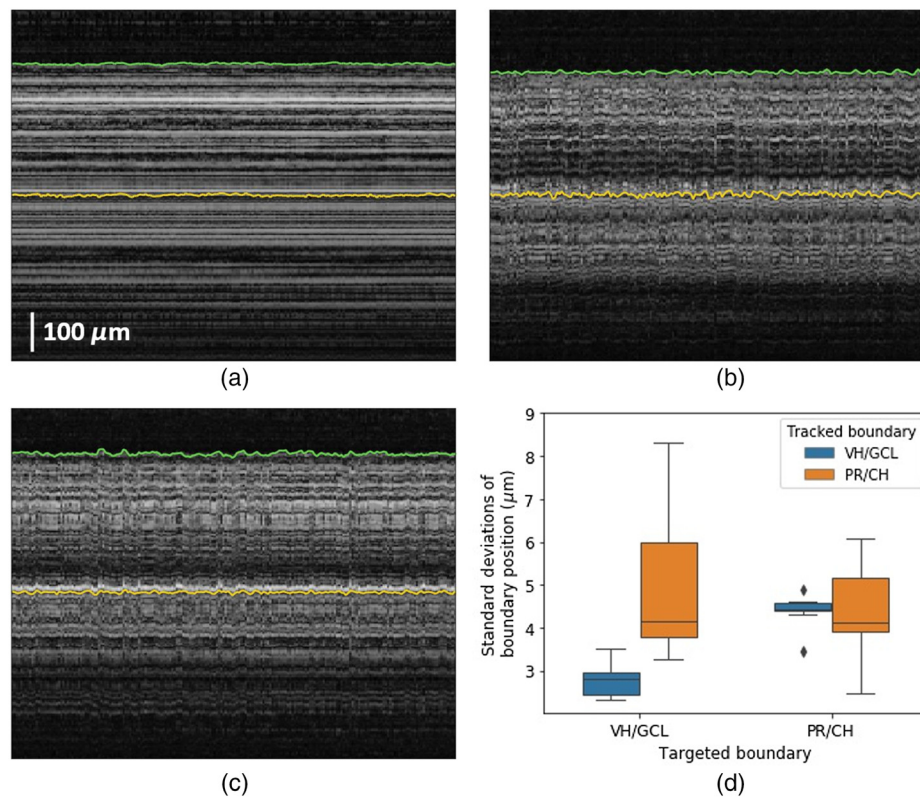 100 μm
(a)
(b)
(c)
9
8
7
6
5
4
3
Standard deviations of
boundary position (μm)
Tracked boundary
VH/GCL
PR/CH
VH/GCL
PR/CH
Targeted boundary
(d)